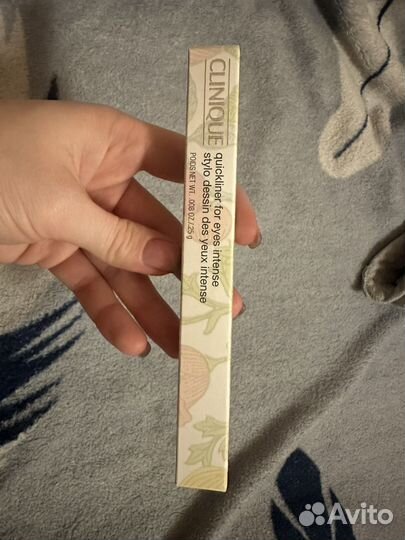 CLINIQUE
quickliner for eyes intense
stylo dessin des yeux intense
POIDS NET WT. .008 OZ./.25 g
Avito